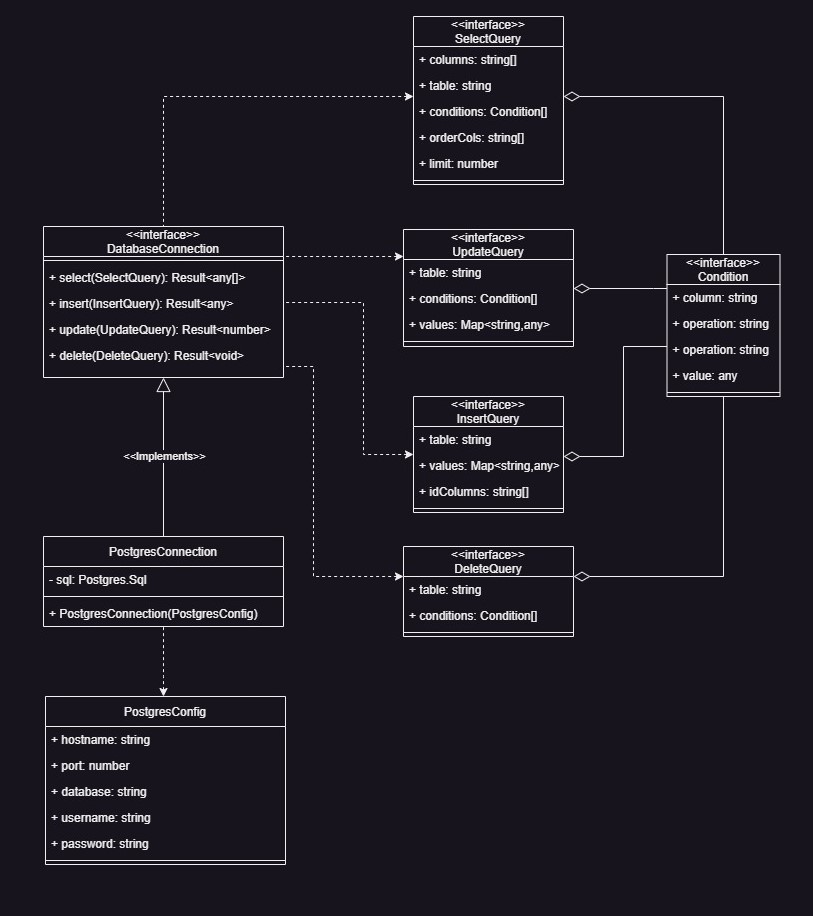 <<interface>>
SelectQuery
+ columns: string[]
+ table: string
+ conditions: Condition[]
+ orderCols: string[]
+ limit: number
<<interface>>
DatabaseConnection
+ select(SelectQuery): Result<any[]>
+ insert(InsertQuery): Result<any>
+ update(UpdateQuery): Result<number>
+ delete(DeleteQuery): Result<void>
<<interface>>
UpdateQuery
+ table: string
+ conditions: Condition[]
+ values: Map<string,any>
<<interface>>
Condition
+ column: string
+ operation: string
+ operation: string
+ value: any
<<interface>>
InsertQuery
+ table: string
+ values: Map<string,any>
+ idColumns: string[]
<<Implements>>
PostgresConnection
- sql: Postgres.Sql
+ PostgresConnection(PostgresConfig)
<<interface>>
DeleteQuery
+ table: string
+ conditions: Condition[]
PostgresConfig
+ hostname: string
+ port: number
+ database: string
+ username: string
+ password: string